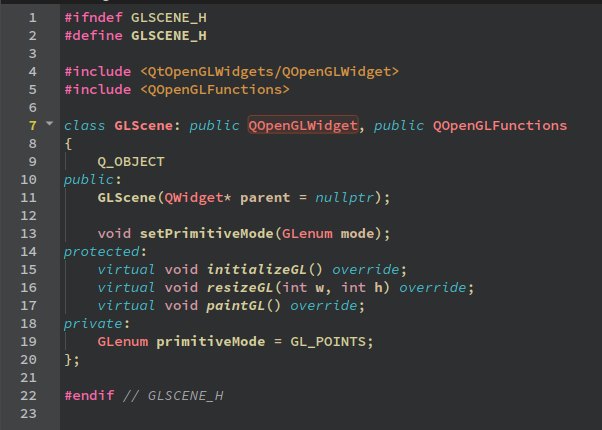 1 #ifndef GLSCENE_H
2 #define GLSCENE_H
3
4 #include <QtOpenGLWidgets/QOpenGLWidget>
5 #include <QOpenGLFunctions>
6
7 class GLScene: public QOpenGLWidget, public QOpenGLFunctions
8 {
9     Q_OBJECT
10 public:
11     GLScene(QWidget* parent = nullptr);
12
13     void setPrimitiveMode(GLenum mode);
14 protected:
15     virtual void initializeGL() override;
16     virtual void resizeGL(int w, int h) override;
17     virtual void paintGL() override;
18 private:
19     GLenum primitiveMode = GL_POINTS;
20 };
21
22 #endif // GLSCENE_H
23